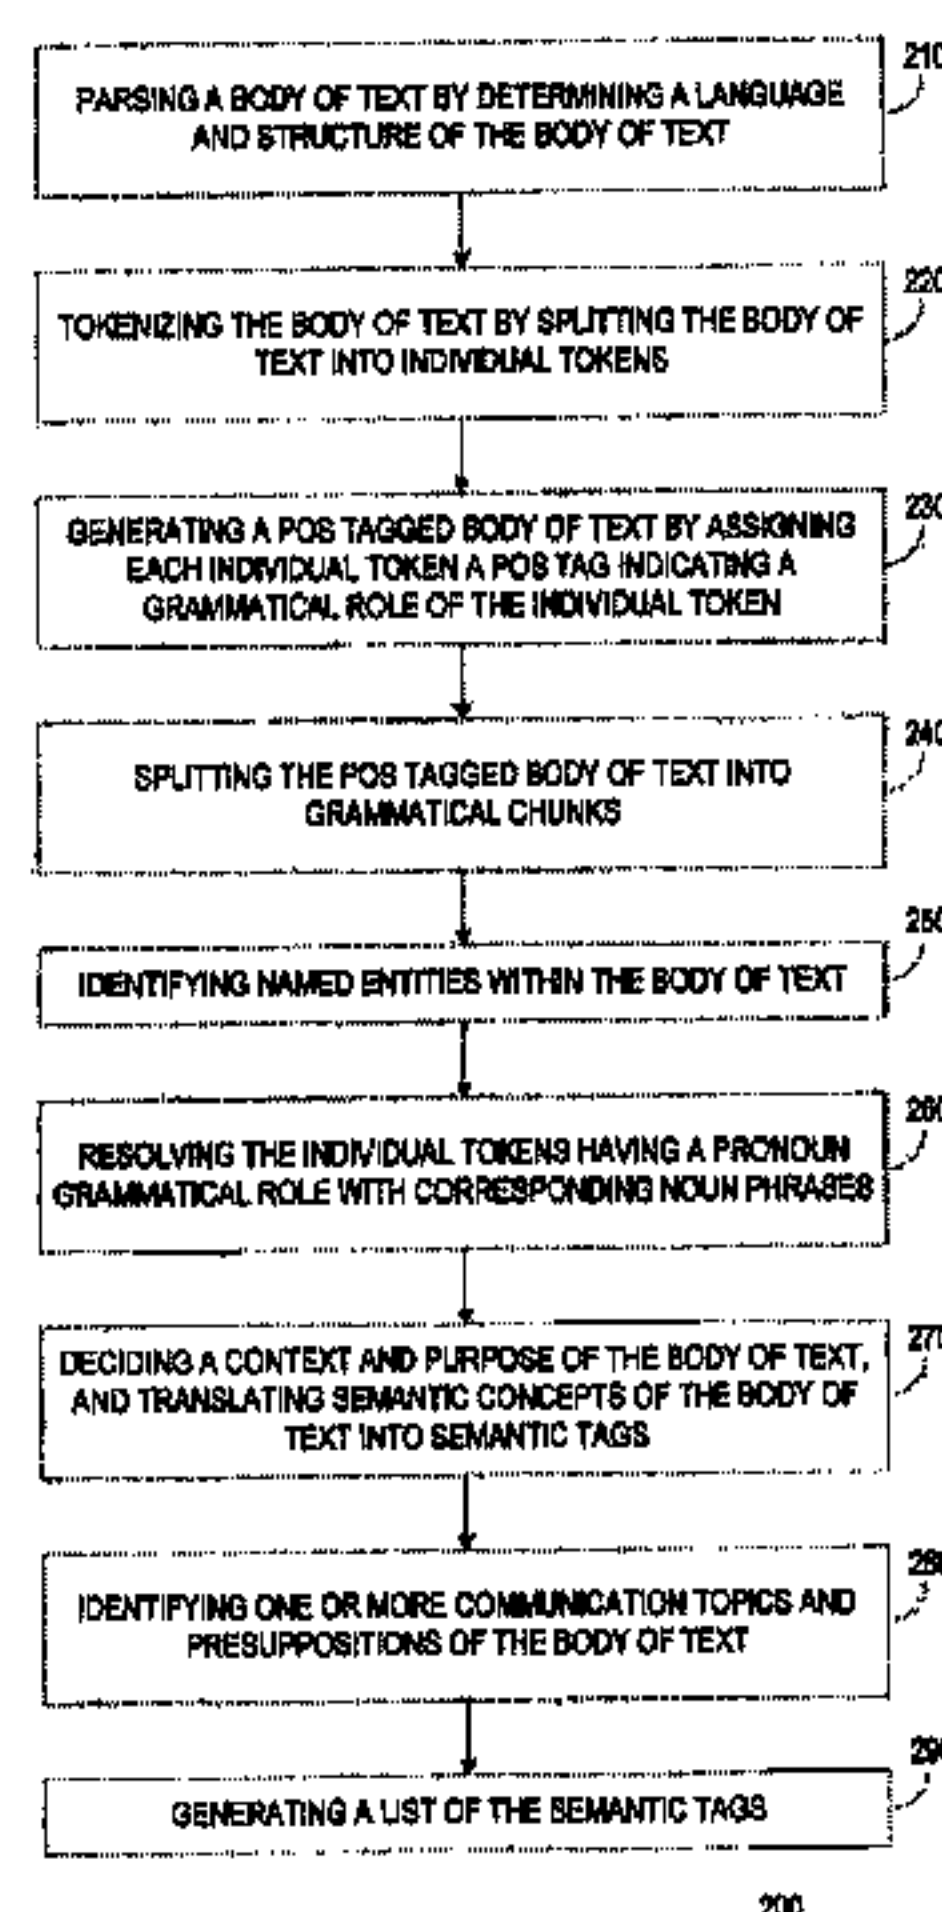 210
PARSING A BODY OF TEXT BY DETERMINING A LANGUAGE
AND STRUCTURE OF THE BODY OF TEXT
220
TOKENIZING THE BODY OF TEXT BY SPLITTING THE BODY OF
TEXT INTO INDIVIDUAL TOKENS
230
GENERATING A POS TAGGED BODY OF TEXT BY ASSIGNING
EACH INDIVIDUAL TOKEN A POS TAG INDICATING A
GRAMMATICAL ROLE OF THE INDIVIDUAL TOKEN
240
SPLITTING THE POS TAGGED BODY OF TEXT INTO
GRAMMATICAL CHUNKS
250
IDENTIFYING NAMED ENTITIES WITHIN THE BODY OF TEXT
260
RESOLVING THE INDIVIDUAL TOKENS HAVING A PRONOUN
GRAMMATICAL ROLE WITH CORRESPONDING NOUN PHRASES
270
DECIDING A CONTEXT AND PURPOSE OF THE BODY OF TEXT,
AND TRANSLATING SEMANTIC CONCEPTS OF THE BODY OF
TEXT INTO SEMANTIC TAGS
280
IDENTIFYING ONE OR MORE COMMUNICATION TOPICS AND
PRESUPPOSITIONS OF THE BODY OF TEXT
290
GENERATING A LIST OF THE SEMANTIC TAGS
200